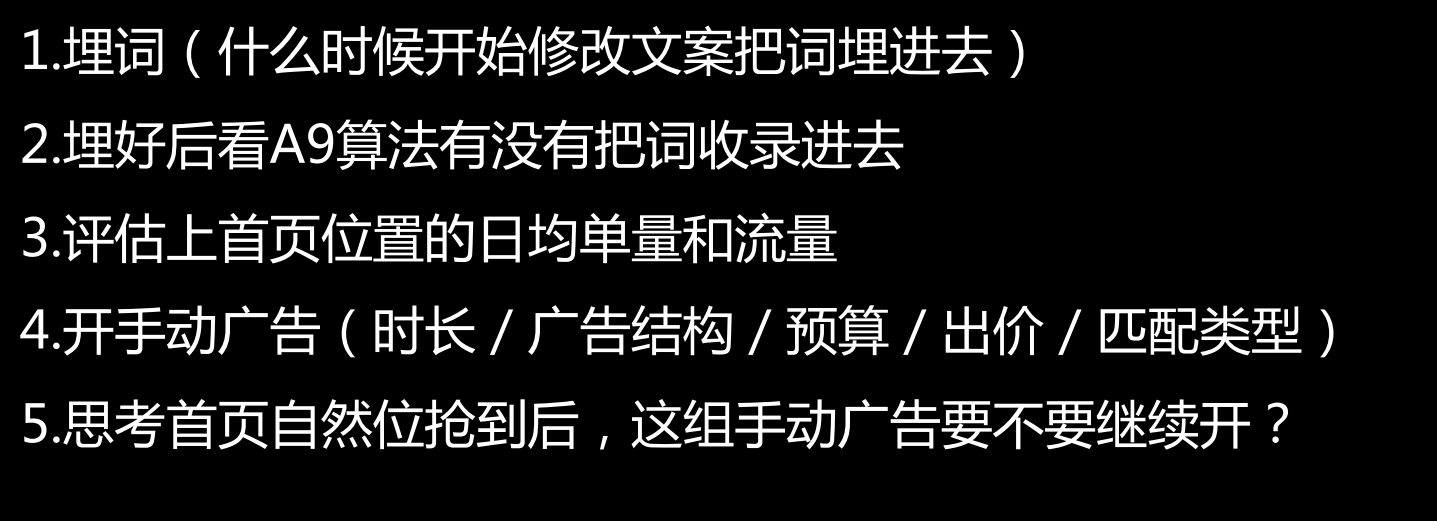 1.埋词（什么时候开始修改文案把词埋进去）
2.埋好后看A9算法有没有把词收录进去
3.评估上首页位置的日均单量和流量
4.开手动广告（时长 / 广告结构 / 预算 / 出价 / 匹配类型）
5.思考首页自然位抢到后，这组手动广告要不要继续开？